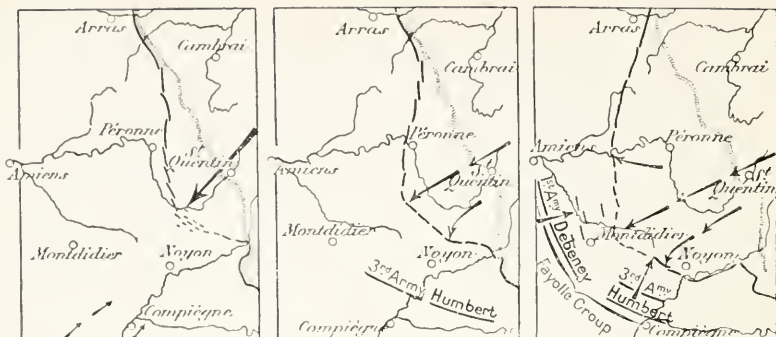 Arras
Cambrai
Péronne
St
Quentin
Amiens
Montdidier
Noyon
Compiègne
Arras
Cambrai
Péronne
St
Quentin
Amiens
Montdidier
Noyon
3rd Army
Humbert
Compiègne
Arras
Cambrai
Péronne
Amiens
St
Quentin
1st Army
Debeney
Montdidier
Noyon
Fayolle Group
3rd Army
Humbert
Compiègne